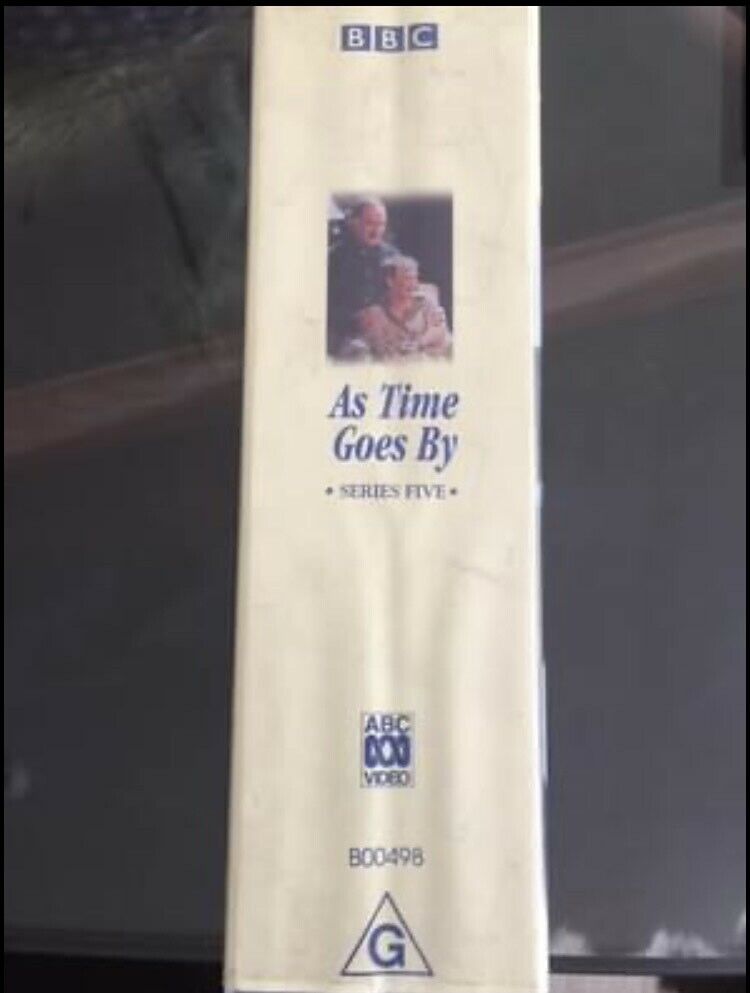 BBC
As Time
Goes By
• SERIES FIVE •
ABC
VIDEO
B00498
G